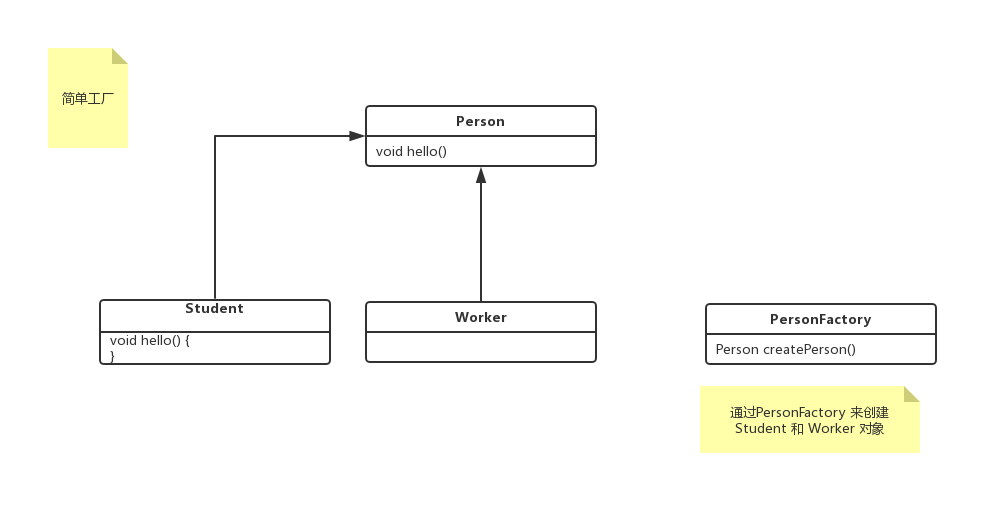 简单工厂
Person
void hello()
Student
void hello() {
}
Worker
PersonFactory
Person createPerson()
通过PersonFactory 来创建
Student 和 Worker 对象